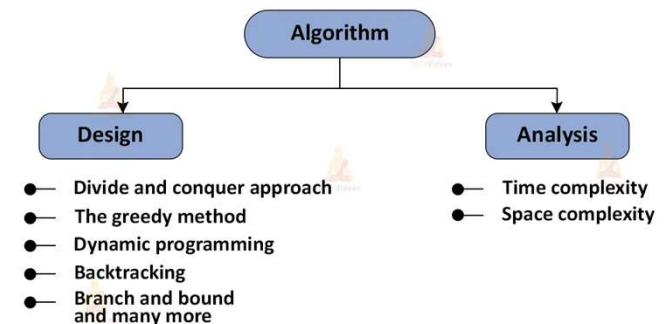 Algorithm
Design
Analysis
Divide and conquer approach
The greedy method
Dynamic programming
Backtracking
Branch and bound
and many more
Time complexity
Space complexity